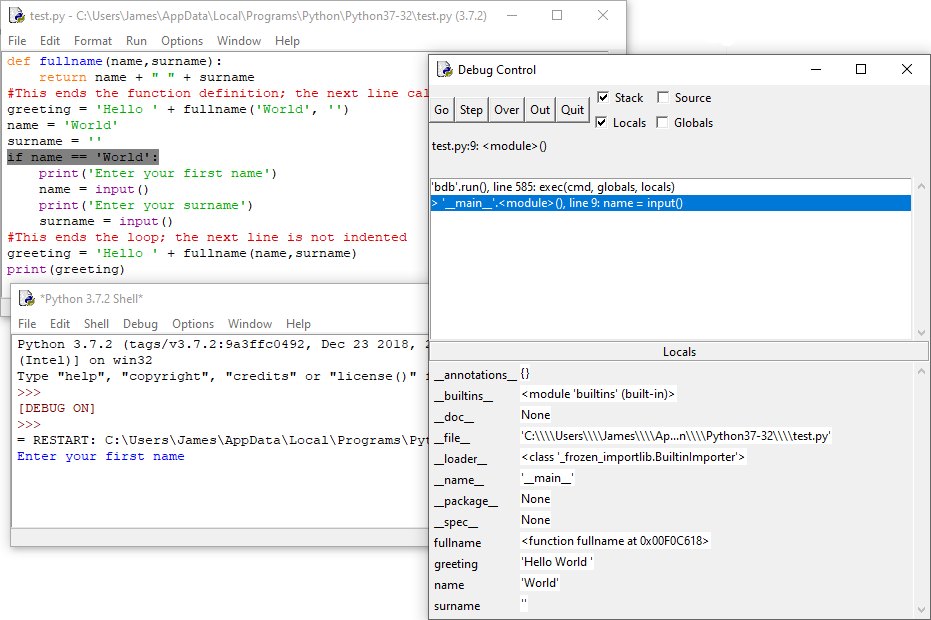 test.py - C:\Users\James\AppData\Local\Programs\Python\Python37-32\test.py (3.7.2)
File Edit Format Run Options Window Help
def fullname(name,surname):
    return name + " " + surname
#This ends the function definition; the next line cal
greeting = 'Hello ' + fullname('World', '')
name = 'World'
surname = ''
if name == 'World':
    print('Enter your first name')
    name = input()
    print('Enter your surname')
    surname = input()
#This ends the loop; the next line is not indented
greeting = 'Hello ' + fullname(name,surname)
print(greeting)
*Python 3.7.2 Shell*
File Edit Shell Debug Options Window Help
Python 3.7.2 (tags/v3.7.2:9a3ffc0492, Dec 23 2018, 2
(Intel)] on win32
Type "help", "copyright", "credits" or "license()"
>>>
[DEBUG ON]
>>>
= RESTART: C:\Users\James\AppData\Local\Programs\Pyt
Enter your first name
Debug Control
Go Step Over Out Quit
Stack Source
Locals Globals
test.py:9: <module>()
'bdb'.run(), line 585: exec(cmd, globals, locals)
> '__main__'.<module>(), line 9: name = input()
Locals
__annotations__ {}
__builtins__ <module 'builtins' (built-in)>
__doc__ None
__file__ 'C:\\\\Users\\\\James\\\\Ap...n\\\\Python37-32\\\\test.py'
__loader__ <class '_frozen_importlib.BuiltinImporter'>
__name__ '__main__'
__package__ None
__spec__ None
fullname <function fullname at 0x00F0C618>
greeting 'Hello World '
name 'World'
surname ''